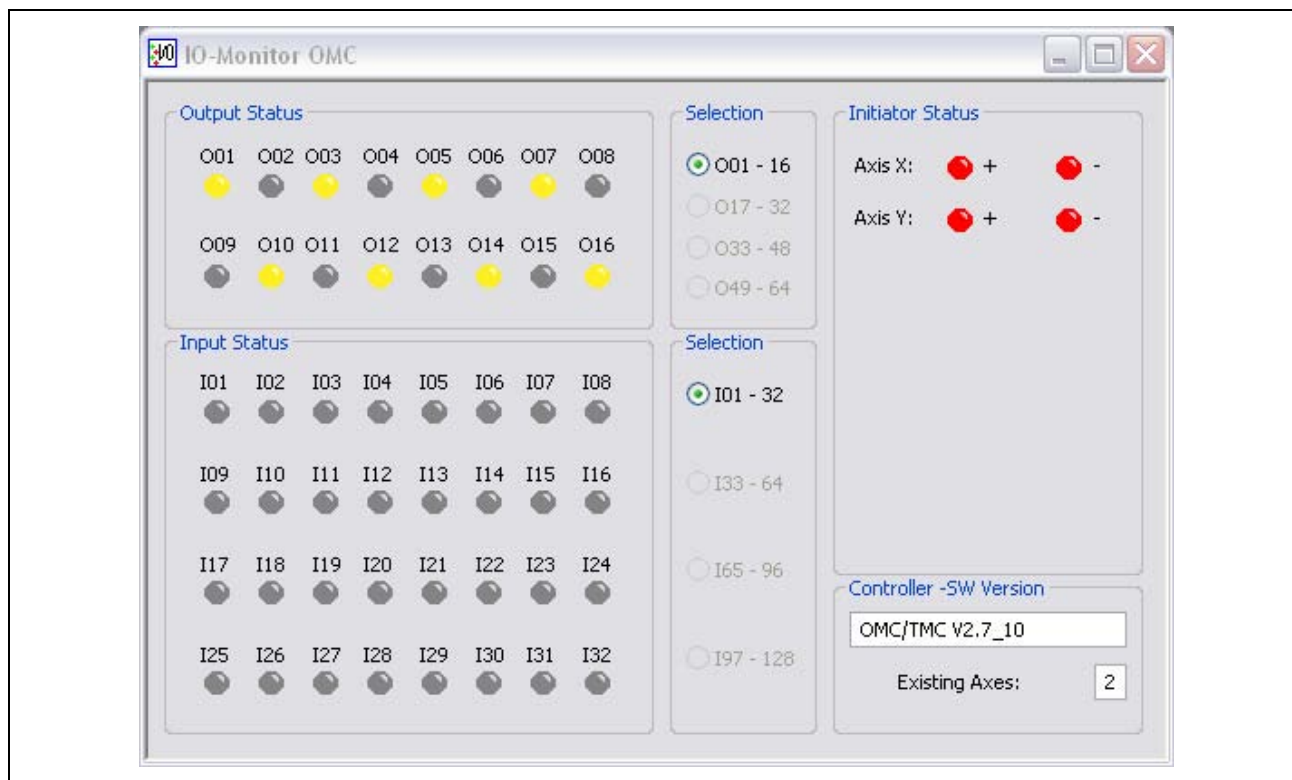 I/O IO-Monitor OMC
Output Status
O01 O02 O03 O04 O05 O06 O07 O08
O09 O10 O11 O12 O13 O14 O15 O16
Selection
O01 - 16
O17 - 32
O33 - 48
O49 - 64
Initiator Status
Axis X: + -
Axis Y: + -
Input Status
I01 I02 I03 I04 I05 I06 I07 I08
I09 I10 I11 I12 I13 I14 I15 I16
I17 I18 I19 I20 I21 I22 I23 I24
I25 I26 I27 I28 I29 I30 I31 I32
Selection
I01 - 32
I33 - 64
I65 - 96
I97 - 128
Controller -SW Version
OMC/TMC V2.7_10
Existing Axes: 2